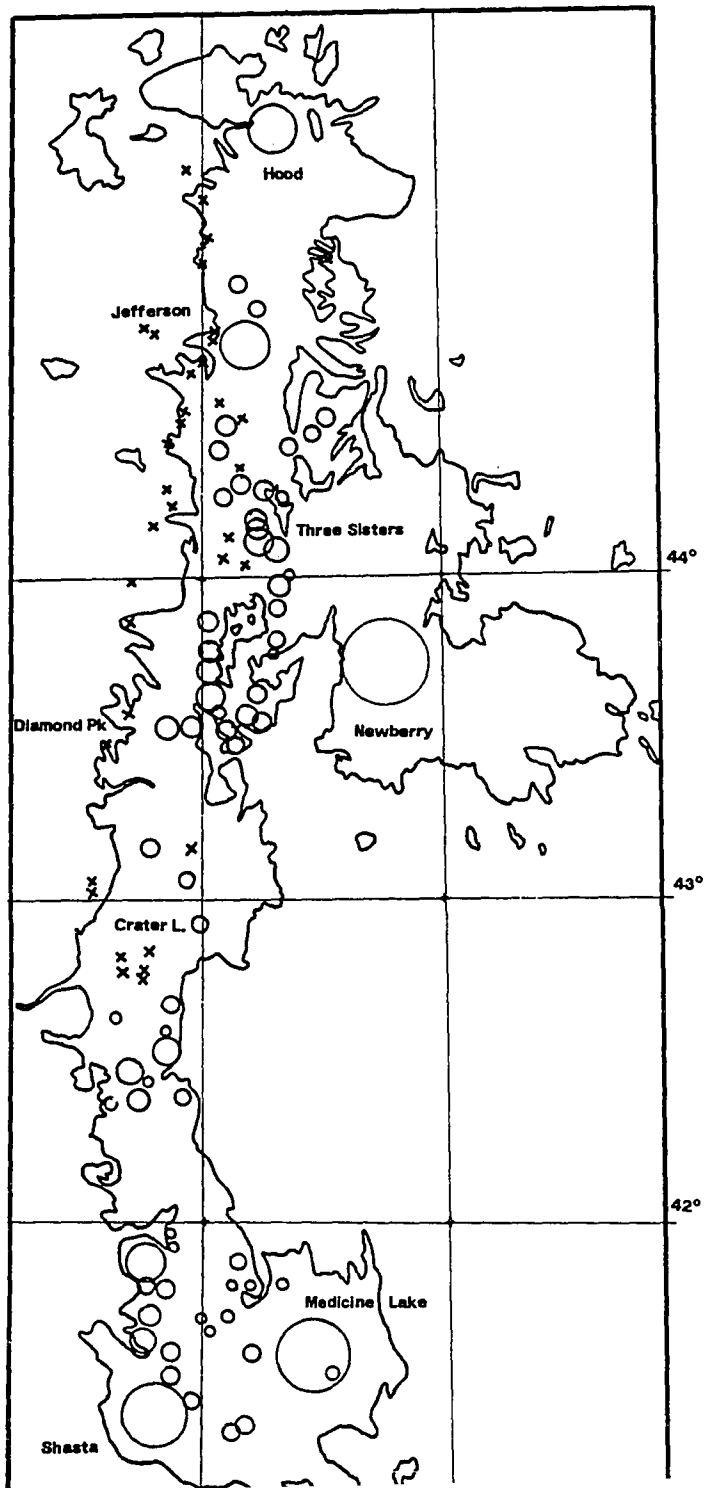 Hood
Jefferson
Three Sisters
44°
Diamond Pk
Newberry
43°
Crater L.
42°
Medicine Lake
Shasta